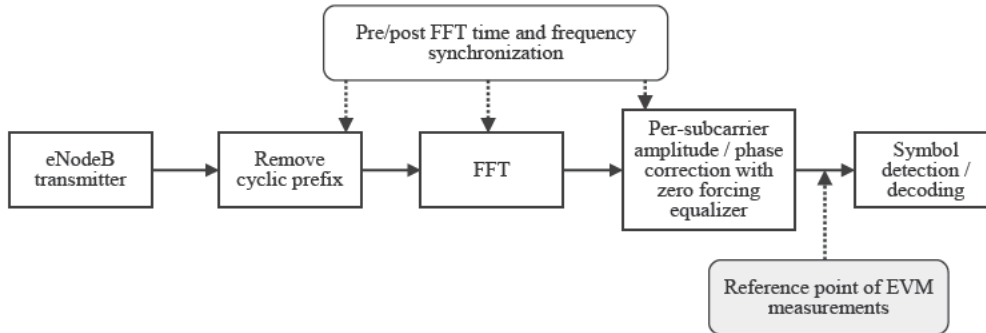 Pre/post FFT time and frequency
synchronization
eNodeB
transmitter
Remove
cyclic prefix
FFT
Per-subcarrier
amplitude / phase
correction with
zero forcing
equalizer
Symbol
detection /
decoding
Reference point of EVM
measurements